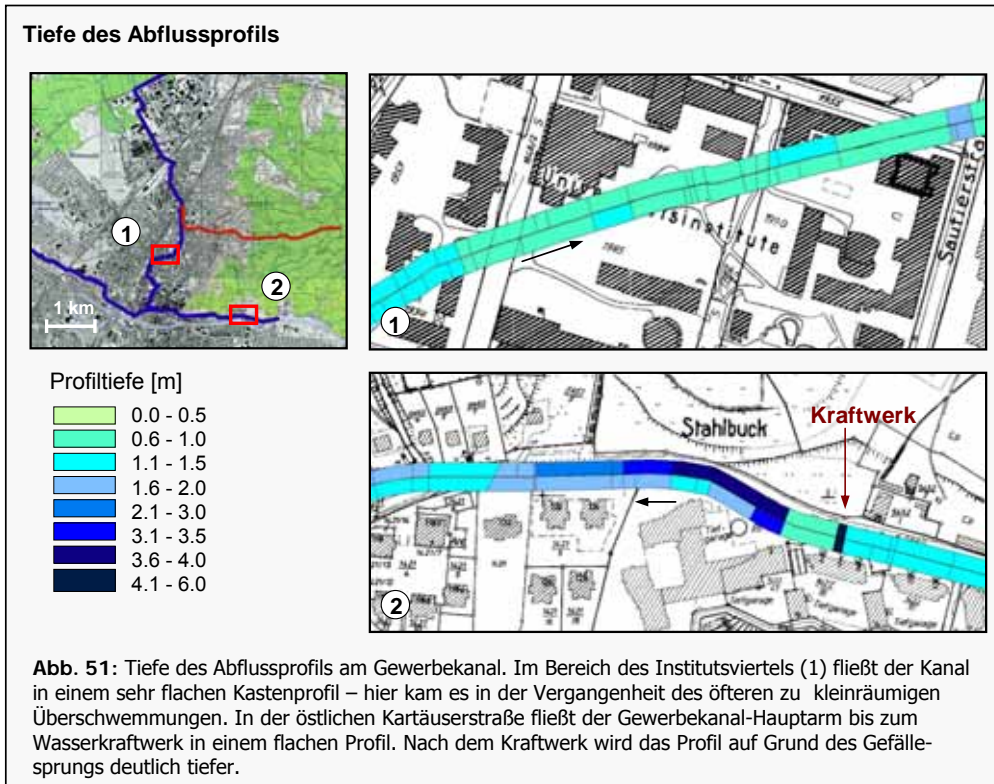 Tiefe des Abflussprofils
1
2
1 km
Universitätsinstitute
Sautierstra
1
Profiltiefe [m]
0.0 - 0.5
0.6 - 1.0
1.1 - 1.5
1.6 - 2.0
2.1 - 3.0
3.1 - 3.5
3.6 - 4.0
4.1 - 6.0
Stahlbuck
Kraftwerk
Tiefgarage
Tiefgarage
2
Abb. 51: Tiefe des Abflussprofils am Gewerbekanal. Im Bereich des Institutsviertels (1) fließt der Kanal
in einem sehr flachen Kastenprofil – hier kam es in der Vergangenheit des öfteren zu kleinräumigen
Überschwemmungen. In der östlichen Kartäuserstraße fließt der Gewerbekanal-Hauptarm bis zum
Wasserkraftwerk in einem flachen Profil. Nach dem Kraftwerk wird das Profil auf Grund des Gefälle-
sprungs deutlich tiefer.